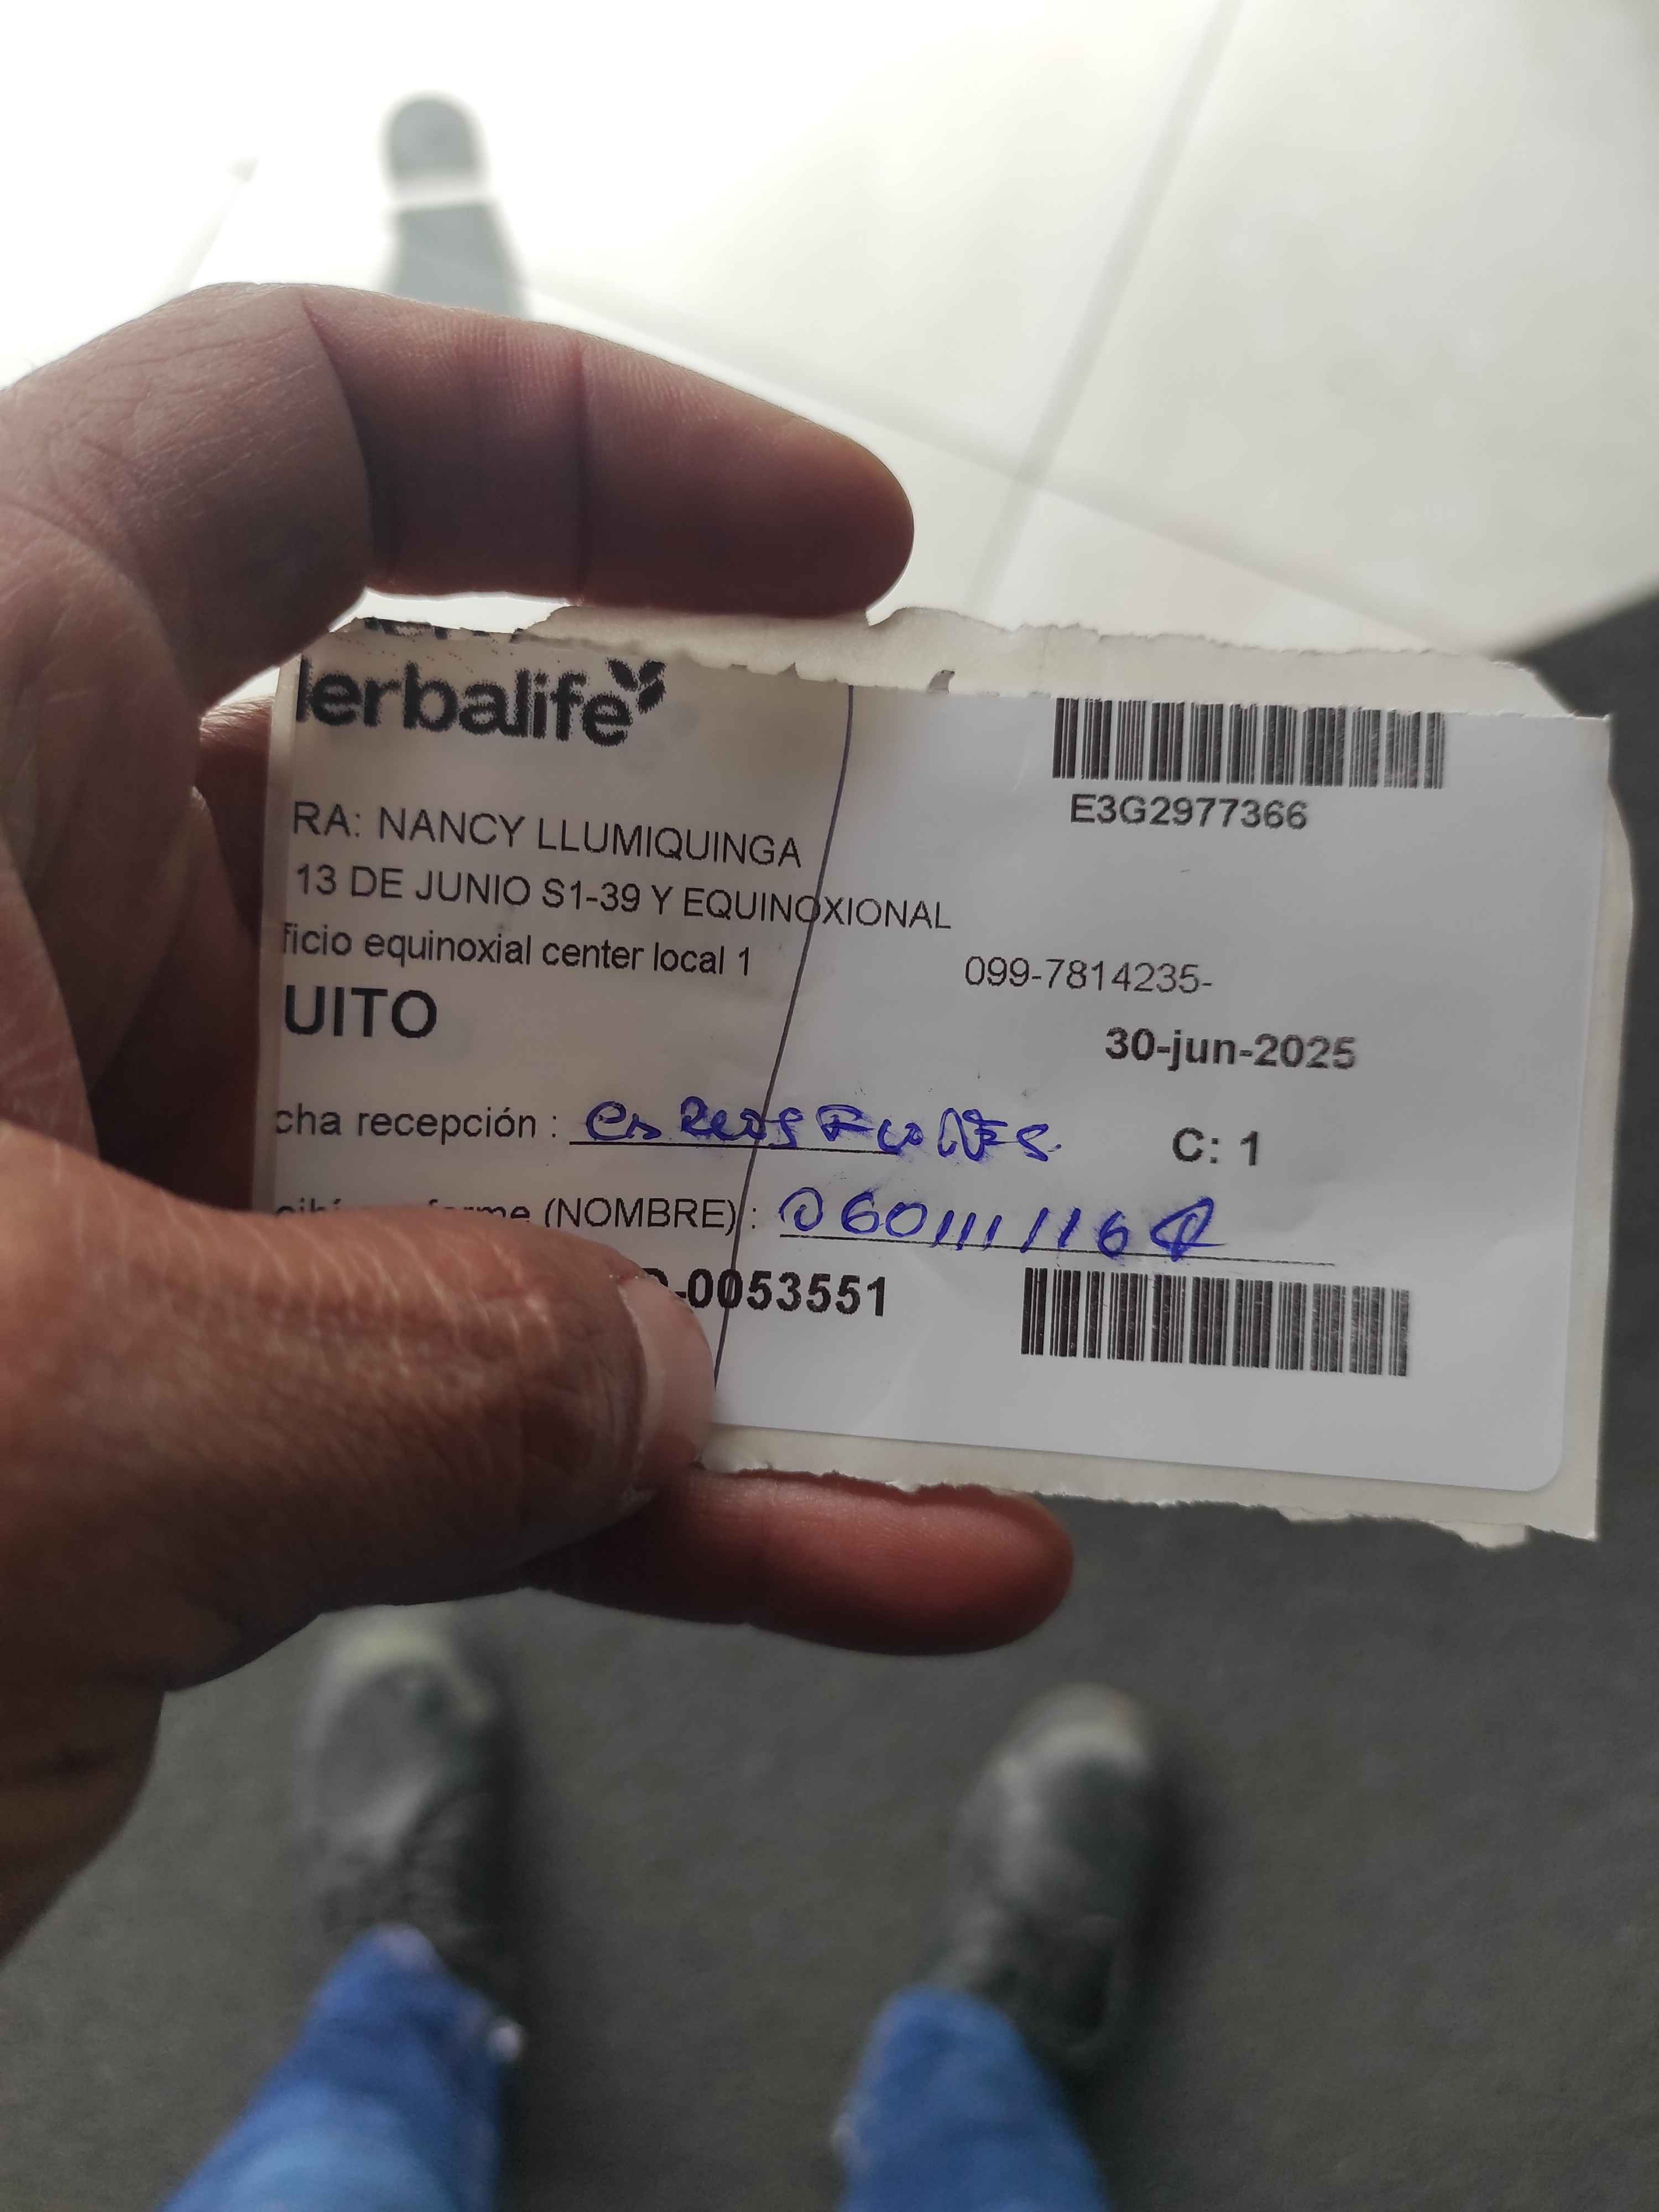 lerbalife
E3G2977366
RA: NANCY LLUMIQUINGA
13 DE JUNIO S1-39 Y EQUINOXIONAL
ficio equinoxial center local 1
099-7814235-
UITO
30-jun-2025
cha recepción :
C: 1
(NOMBRE) :
-0053551